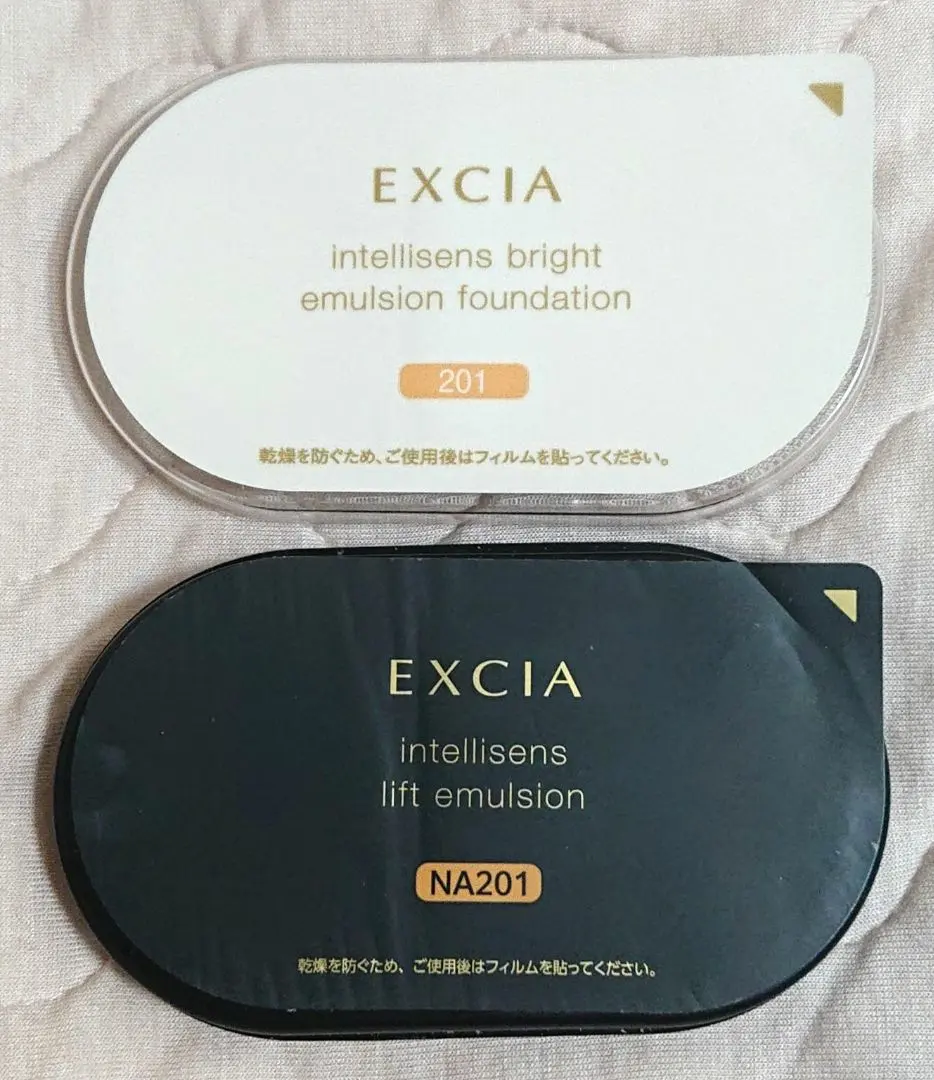 EXCIA
intellisens bright
emulsion foundation
201
乾燥を防ぐため、ご使用後はフィルムを貼ってください。
EXCIA
intellisens
lift emulsion
NA201
乾燥を防ぐため、ご使用後はフィルムを貼ってください。